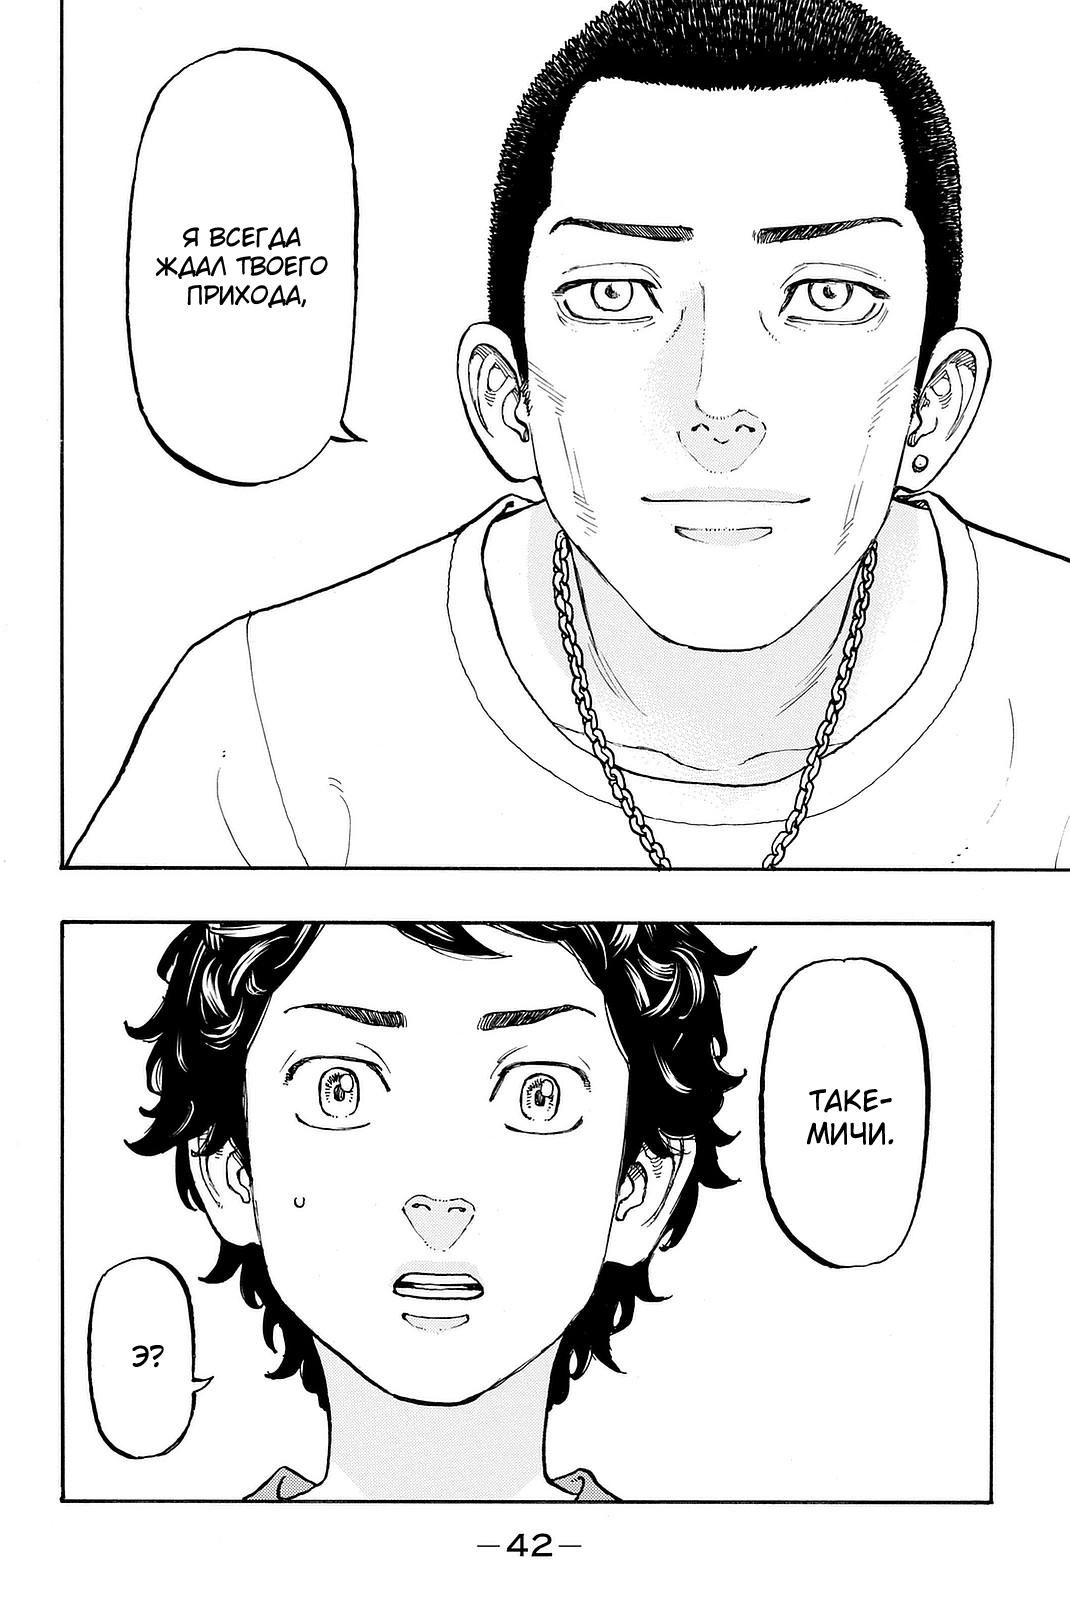 Я ВСЕГДА
ЖДАЛ ТВОЕГО
ПРИХОДА,
ТАКЕ-
МИЧИ.
Э?
—42—